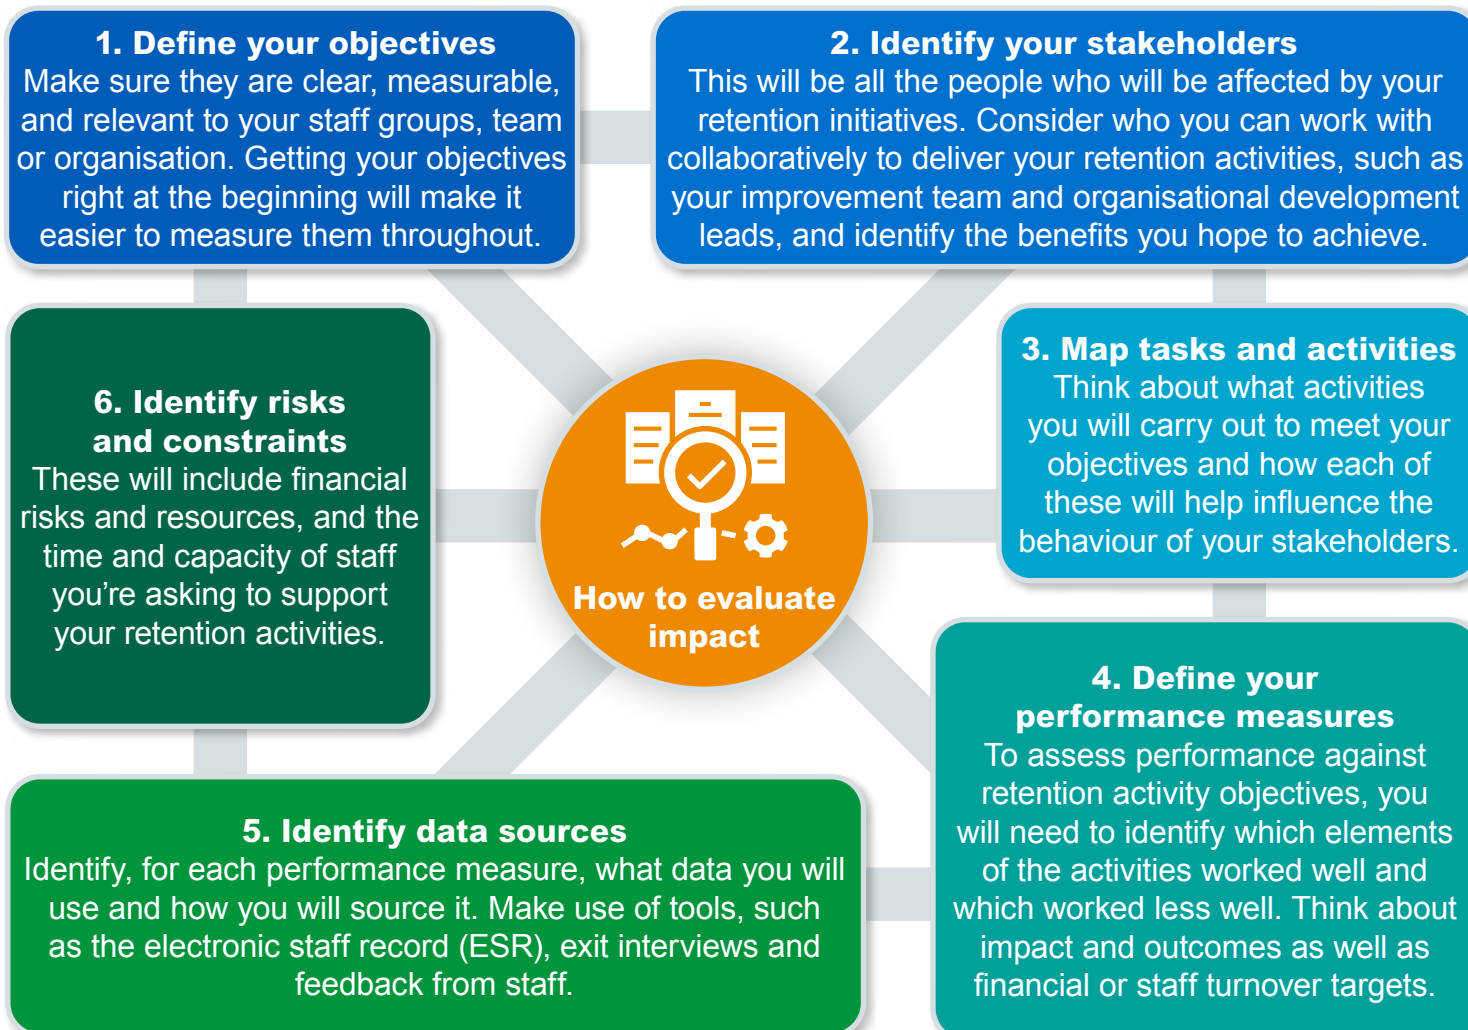 1. Define your objectives
Make sure they are clear, measurable,
and relevant to your staff groups, team
or organisation. Getting your objectives
right at the beginning will make it
easier to measure them throughout.
2. Identify your stakeholders
This will be all the people who will be affected by your
retention initiatives. Consider who you can work with
collaboratively to deliver your retention activities, such as
your improvement team and organisational development
leads, and identify the benefits you hope to achieve.
3. Map tasks and activities
Think about what activities
you will carry out to meet your
objectives and how each of
these will help influence the
behaviour of your stakeholders.
4. Define your
performance measures
To assess performance against
retention activity objectives, you
will need to identify which elements
of the activities worked well and
which worked less well. Think about
impact and outcomes as well as
financial or staff turnover targets.
5. Identify data sources
Identify, for each performance measure, what data you will
use and how you will source it. Make use of tools, such
as the electronic staff record (ESR), exit interviews and
feedback from staff.
6. Identify risks
and constraints
These will include financial
risks and resources, and the
time and capacity of staff
you’re asking to support
your retention activities.
How to evaluate
impact